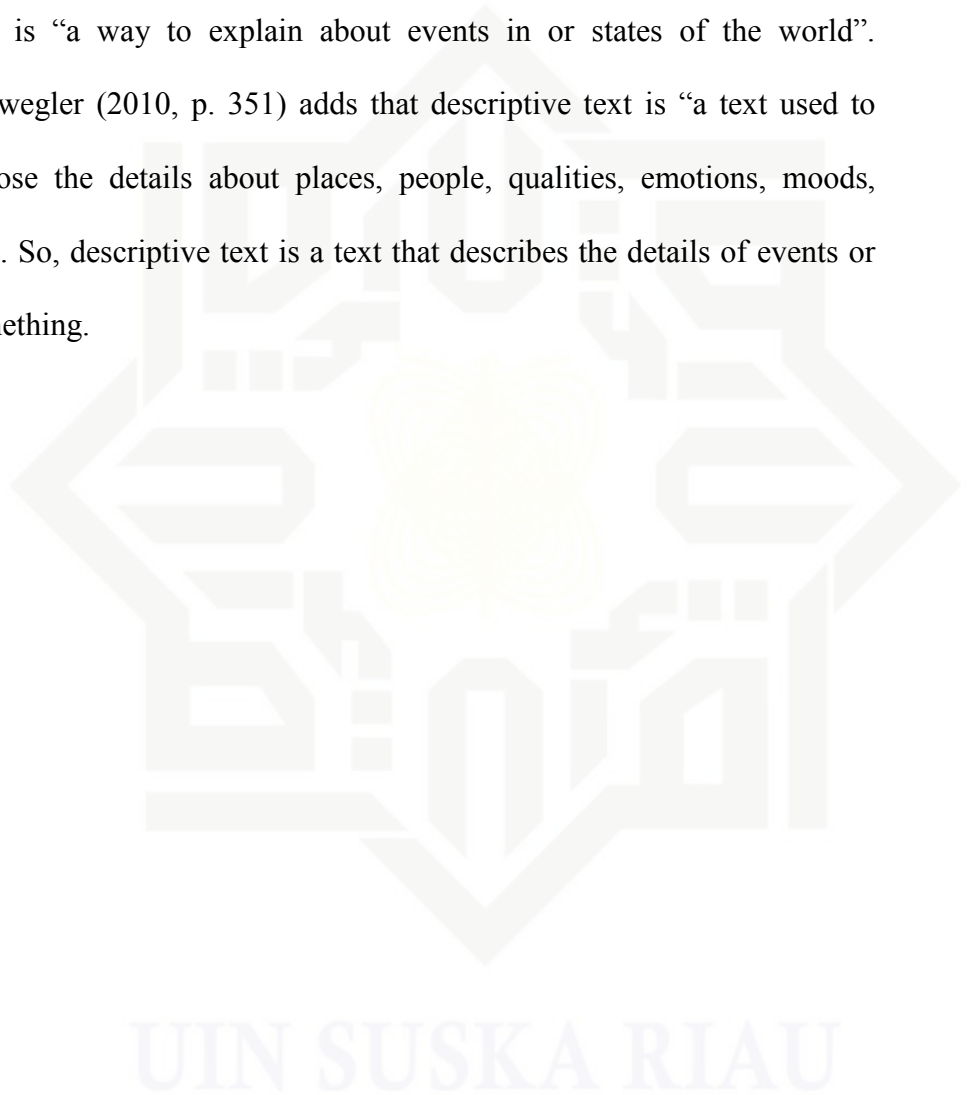 is “a way to explain about events in or states of the world”.
wegler (2010, p. 351) adds that descriptive text is “a text used to
ose the details about places, people, qualities, emotions, moods,
. So, descriptive text is a text that describes the details of events or
ething.
UIN SUSKA RIAU